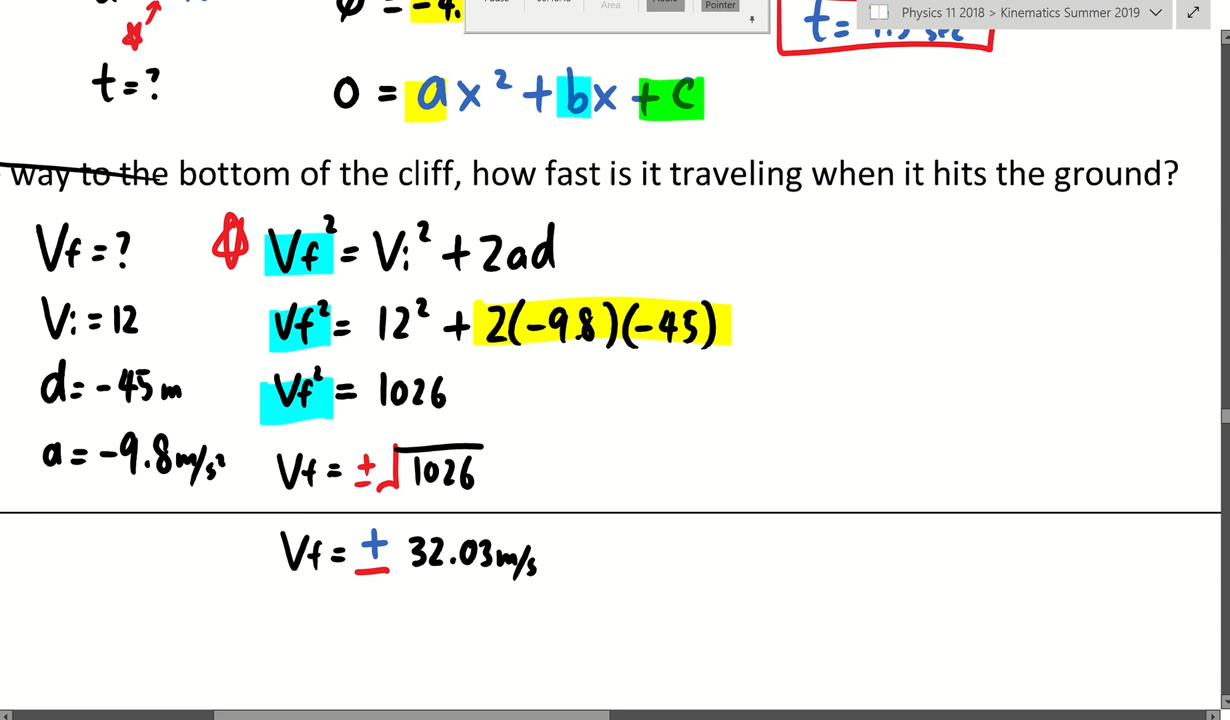 Physics 11 2018 > Kinematics Summer 2019
Area
Pointer
t = ?
0 = ax² + bx + c
way to the bottom of the cliff, how fast is it traveling when it hits the ground?
Vf = ?
Vi = 12
d = -45 m
a = -9.8 m/s²
Vf² = Vi² + 2ad
Vf² = 12² + 2(-9.8)(-45)
Vf² = 1026
Vf = ±√1026
Vf = ± 32.03 m/s